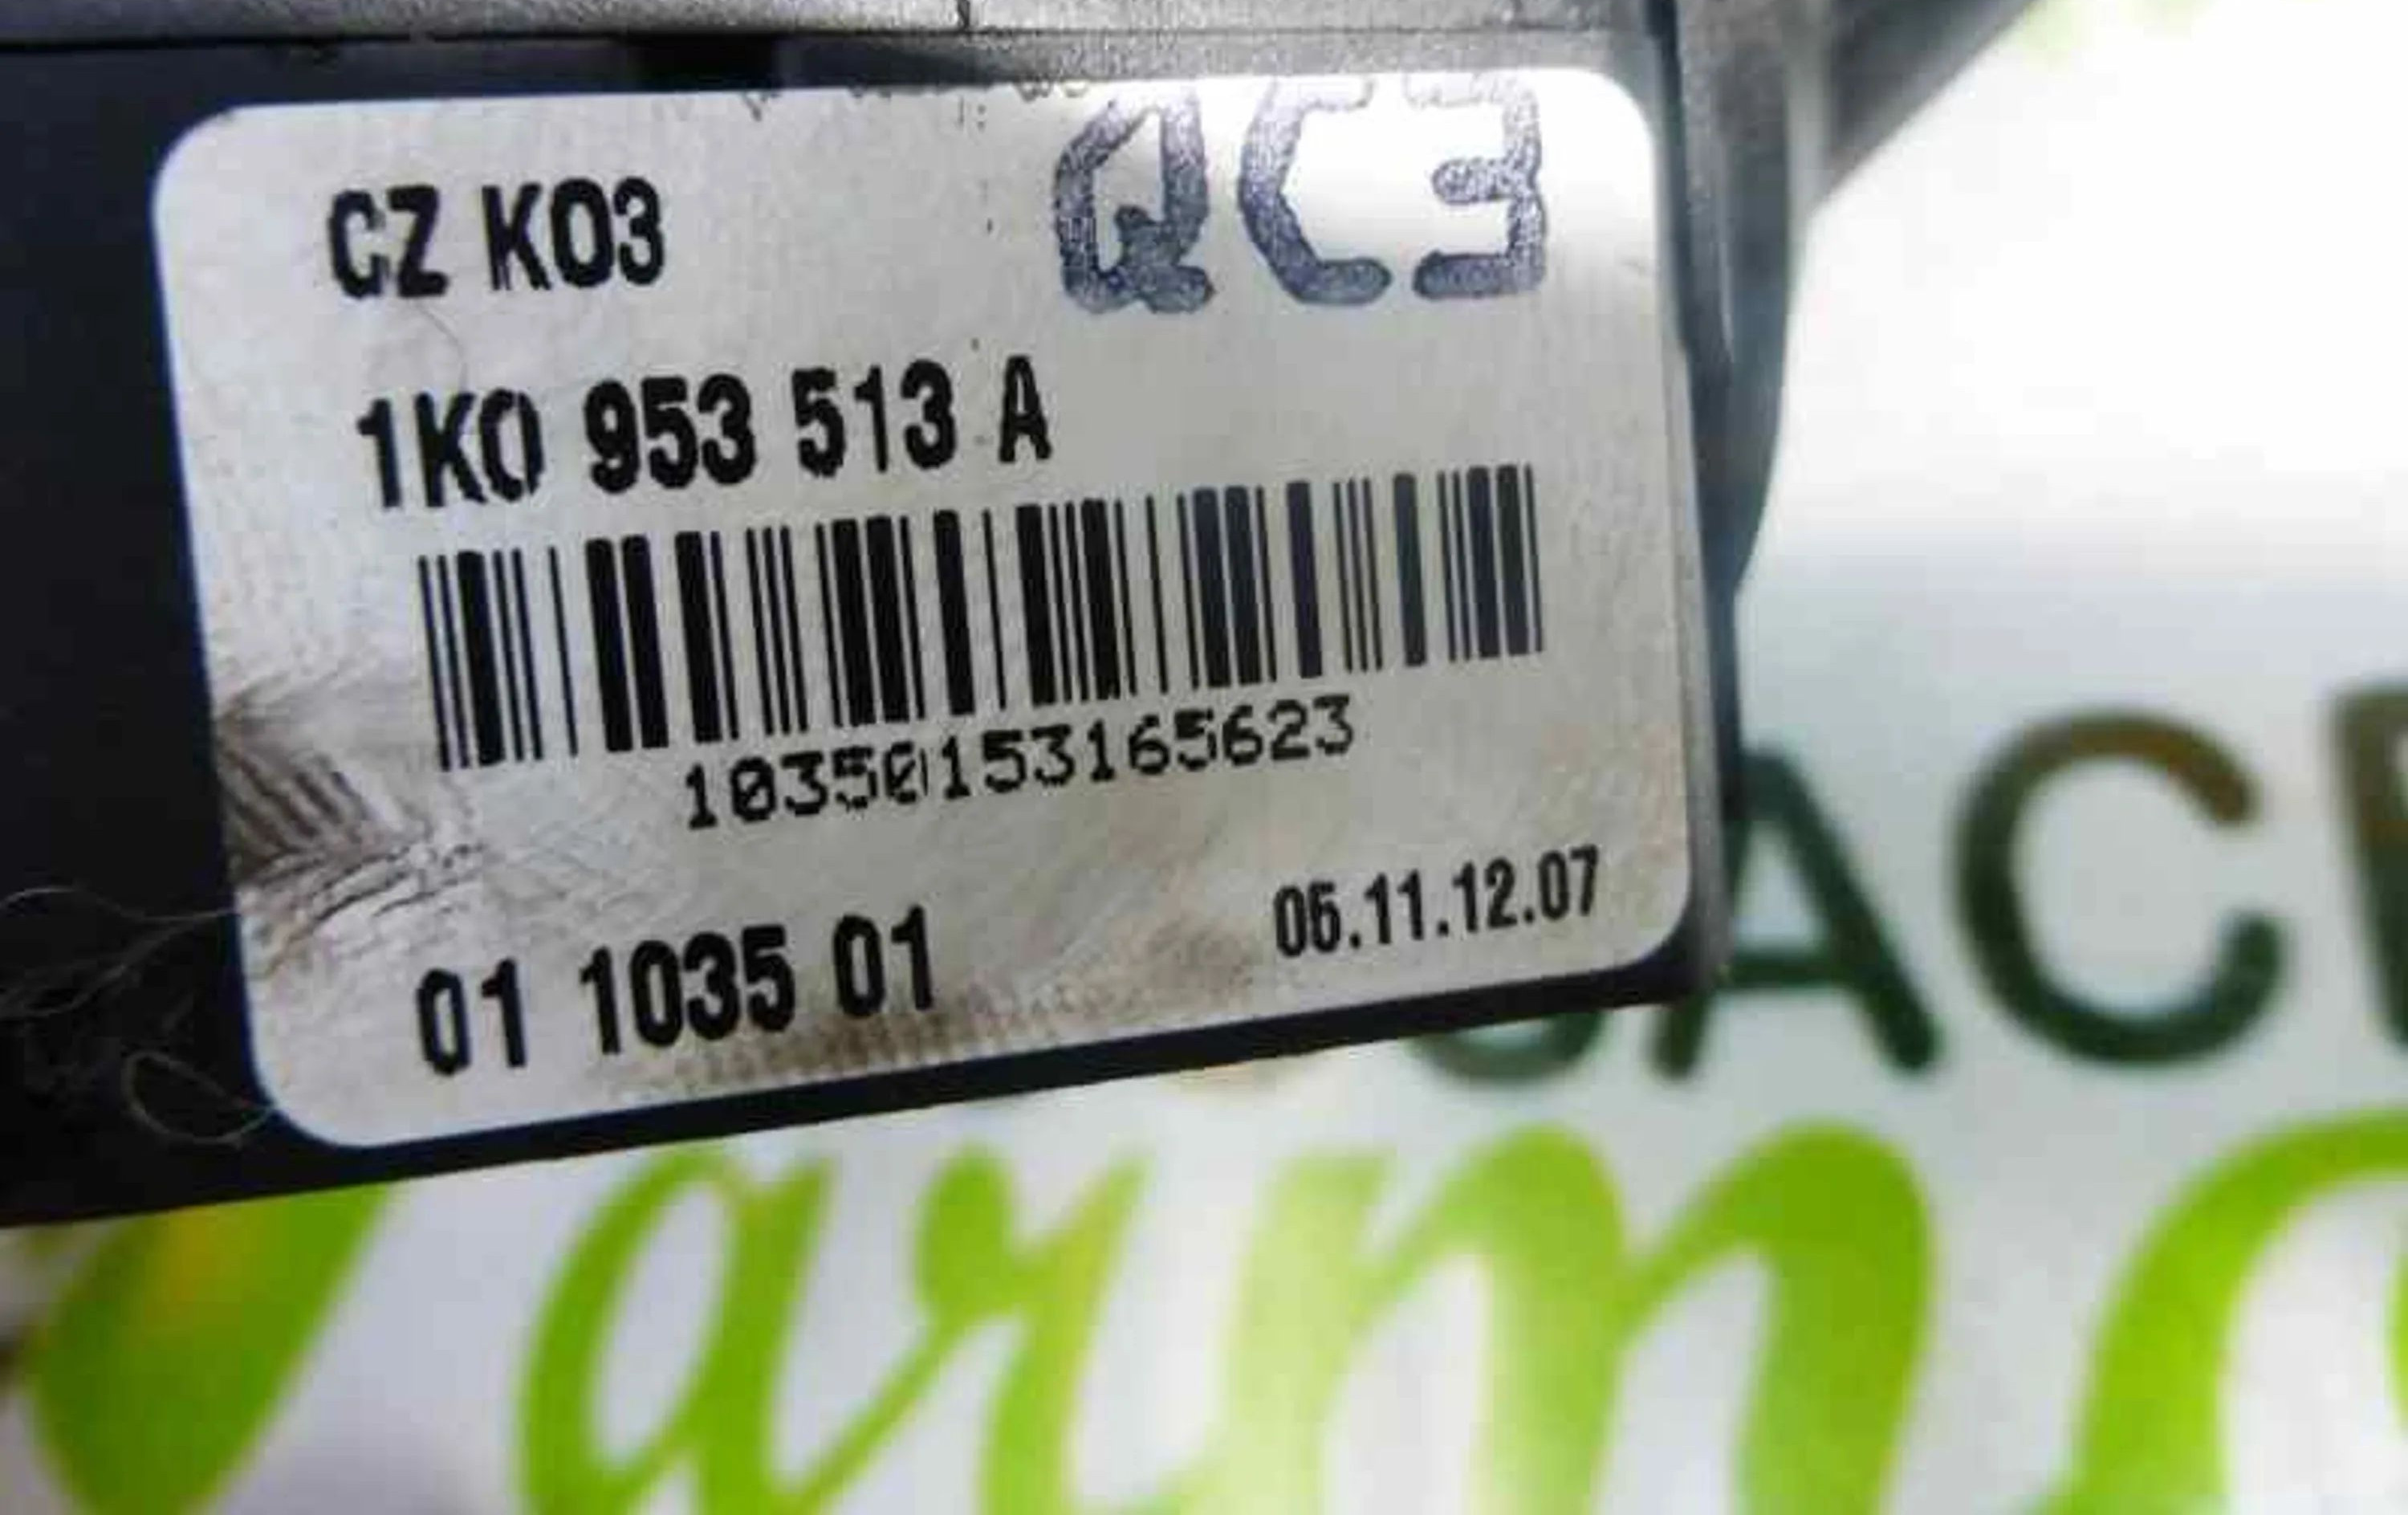 QC3
CZ K03
1K0 953 513 A
10350153165623
01 1035 01
06.11.12.07